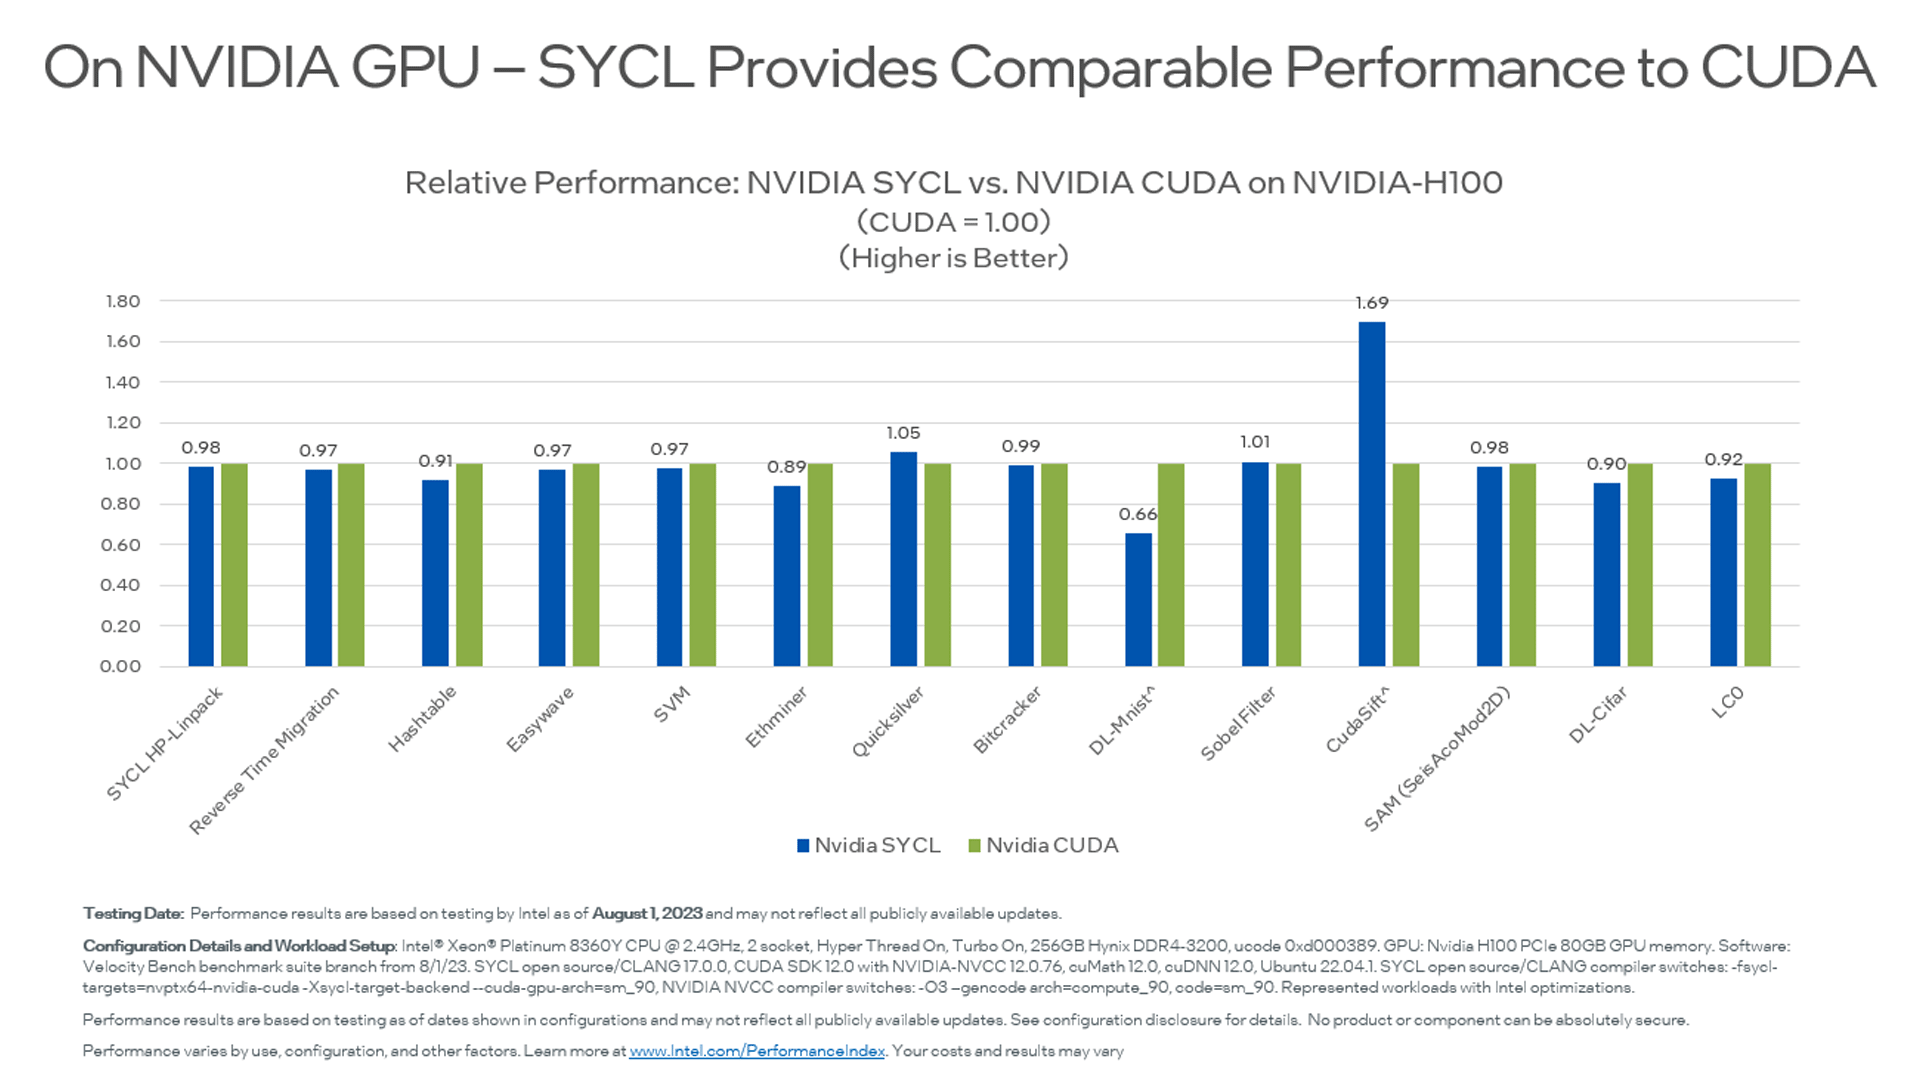 On NVIDIA GPU – SYCL Provides Comparable Performance to CUDA
Relative Performance: NVIDIA SYCL vs. NVIDIA CUDA on NVIDIA-H100
(CUDA = 1.00)
(Higher is Better)
1.80
1.60
1.40
1.20
1.00
0.80
0.60
0.40
0.20
0.00
0.98
0.97
0.91
0.97
0.97
0.89
1.05
0.99
0.66
1.01
1.69
0.98
0.90
0.92
SYCL HP-Linpack
Reverse Time Migration
Hashtable
Easywave
SVM
Ethminer
Quicksilver
Bitcracker
DL-Mnist^
Sobel Filter
CudaSift^
SAM (SeisAcoMod2D)
DL-Cifar
LC0
Nvidia SYCL
Nvidia CUDA
Testing Date: Performance results are based on testing by Intel as of August 1, 2023 and may not reflect all publicly available updates.
Configuration Details and Workload Setup: Intel® Xeon® Platinum 8360Y CPU @ 2.4GHz, 2 socket, Hyper Thread On, Turbo On, 256GB Hynix DDR4-3200, ucode 0xd000389. GPU: Nvidia H100 PCIe 80GB GPU memory. Software:
Velocity Bench benchmark suite branch from 8/1/23. SYCL open source/CLANG 17.0.0, CUDA SDK 12.0 with NVIDIA-NVCC 12.0.76, cuMath 12.0, cuDNN 12.0, Ubuntu 22.04.1. SYCL open source/CLANG compiler switches: -fsycl-
targets=nvptx64-nvidia-cuda -Xsycl-target-backend --cuda-gpu-arch=sm_90, NVIDIA NVCC compiler switches: -O3 –gencode arch=compute_90, code=sm_90. Represented workloads with Intel optimizations.
Performance results are based on testing as of dates shown in configurations and may not reflect all publicly available updates. See configuration disclosure for details. No product or component can be absolutely secure.
Performance varies by use, configuration, and other factors. Learn more at www.Intel.com/PerformanceIndex. Your costs and results may vary